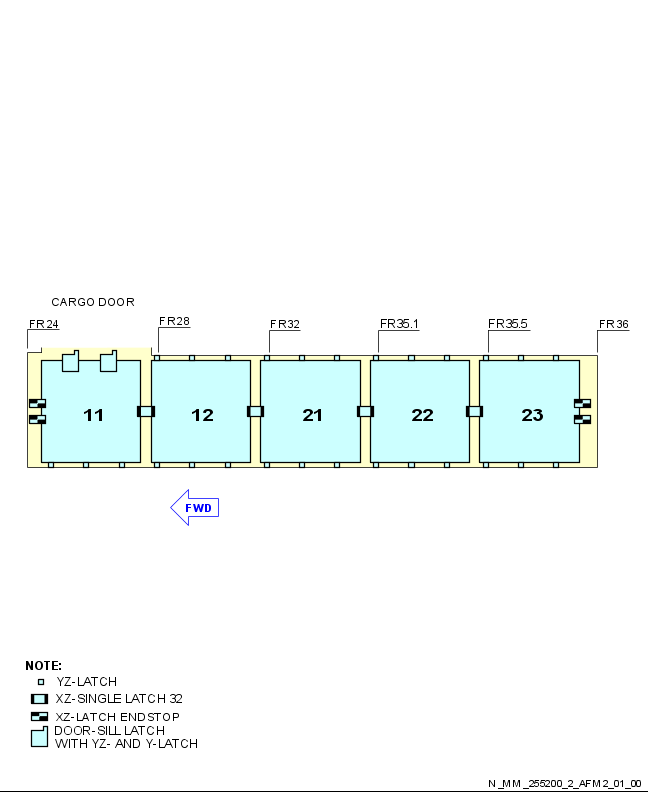 CARGO DOOR
FR24 FR28 FR32 FR35.1 FR35.5 FR36
11 12 21 22 23
FWD
NOTE:
YZ-LATCH
XZ-SINGLE LATCH 32
XZ-LATCH ENDSTOP
DOOR-SILL LATCH
WITH YZ- AND Y-LATCH
N_MM_255200_2_AFM2_01_00